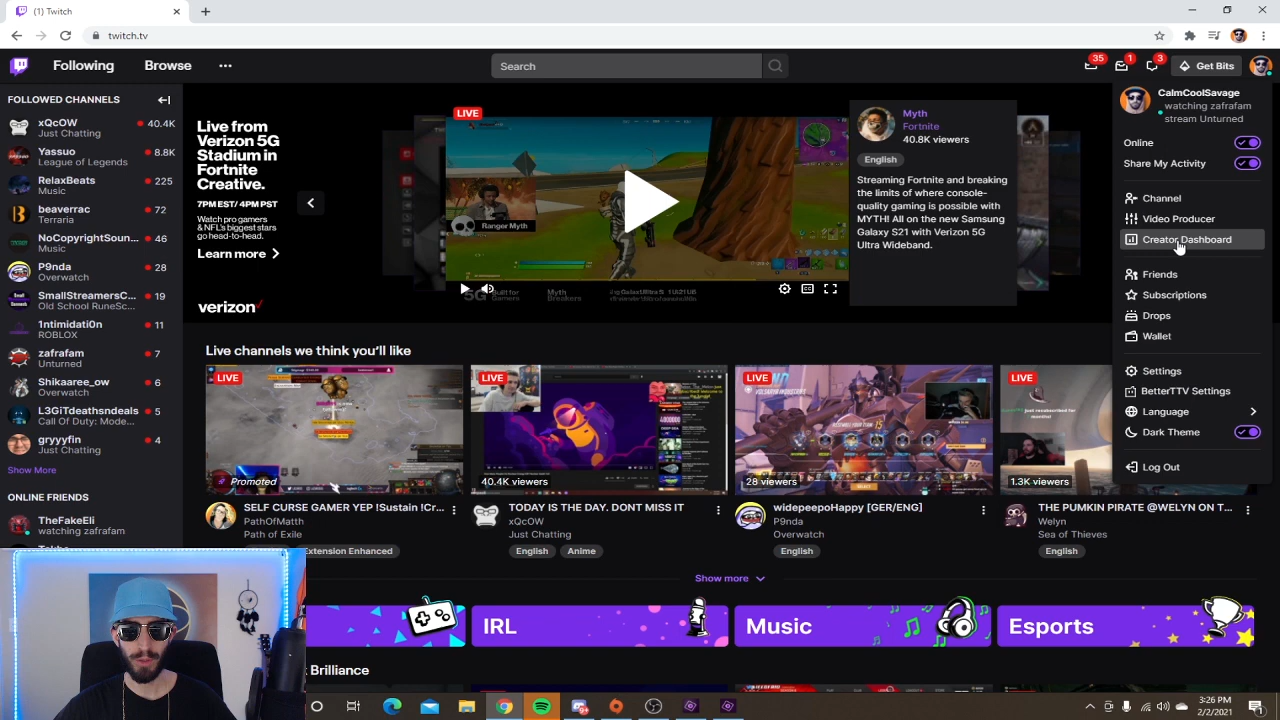 (1) Twitch
twitch.tv
Following
Browse
Search
35
1
3
Get Bits
FOLLOWED CHANNELS
xQcOW
Just Chatting
40.4K
Yassuo
League of Legends
8.8K
RelaxBeats
Music
225
beaverrac
Terraria
72
NoCopyrightSoun...
Music
46
P9nda
Overwatch
28
SmallStreamersC...
Old School RuneSc...
19
1ntimidati0n
ROBLOX
11
zafrafam
Unturned
7
Shikaaree_ow
Overwatch
6
L3GiTdeathsndeals
Call Of Duty: Mode...
5
gryyyfin
Just Chatting
4
Show More
ONLINE FRIENDS
TheFakeEli
Live from
Verizon 5G
Stadium in
Fortnite
Creative.
7PM EST/ 4PM PST
Watch pro gamers
& NFL's biggest stars
go head-to-head.
Learn more
verizon
LIVE
Ranger Myth
Myth
Fortnite
40.8K viewers
English
Streaming Fortnite and breaking
the limits of where console-
quality gaming is possible with
MYTH! All on the new Samsung
Galaxy S21 with Verizon 5G
Ultra Wideband.
CalmCoolSavage
watching zafrafam
stream Unturned
Online
Share My Activity
Channel
Video Producer
Creator Dashboard
Friends
Subscriptions
Drops
Wallet
Settings
BetterTTV Settings
Language
Dark Theme
Log Out
Live channels we think you'll like
LIVE
Promoted
SELF CURSE GAMER YEP !Sustain !Cr...
PathOfMatth
Path of Exile
Extension Enhanced
LIVE
40.4K viewers
TODAY IS THE DAY. DONT MISS IT
xQcOW
Just Chatting
English
Anime
LIVE
28 viewers
widepeepoHappy [GER/ENG]
P9nda
Overwatch
English
LIVE
1.3K viewers
THE PUMPKIN PIRATE @WELYN on T...
Welyn
Sea of Thieves
English
Show more
IRL
Music
Esports
Brilliance
3:26 PM
2/2/2021